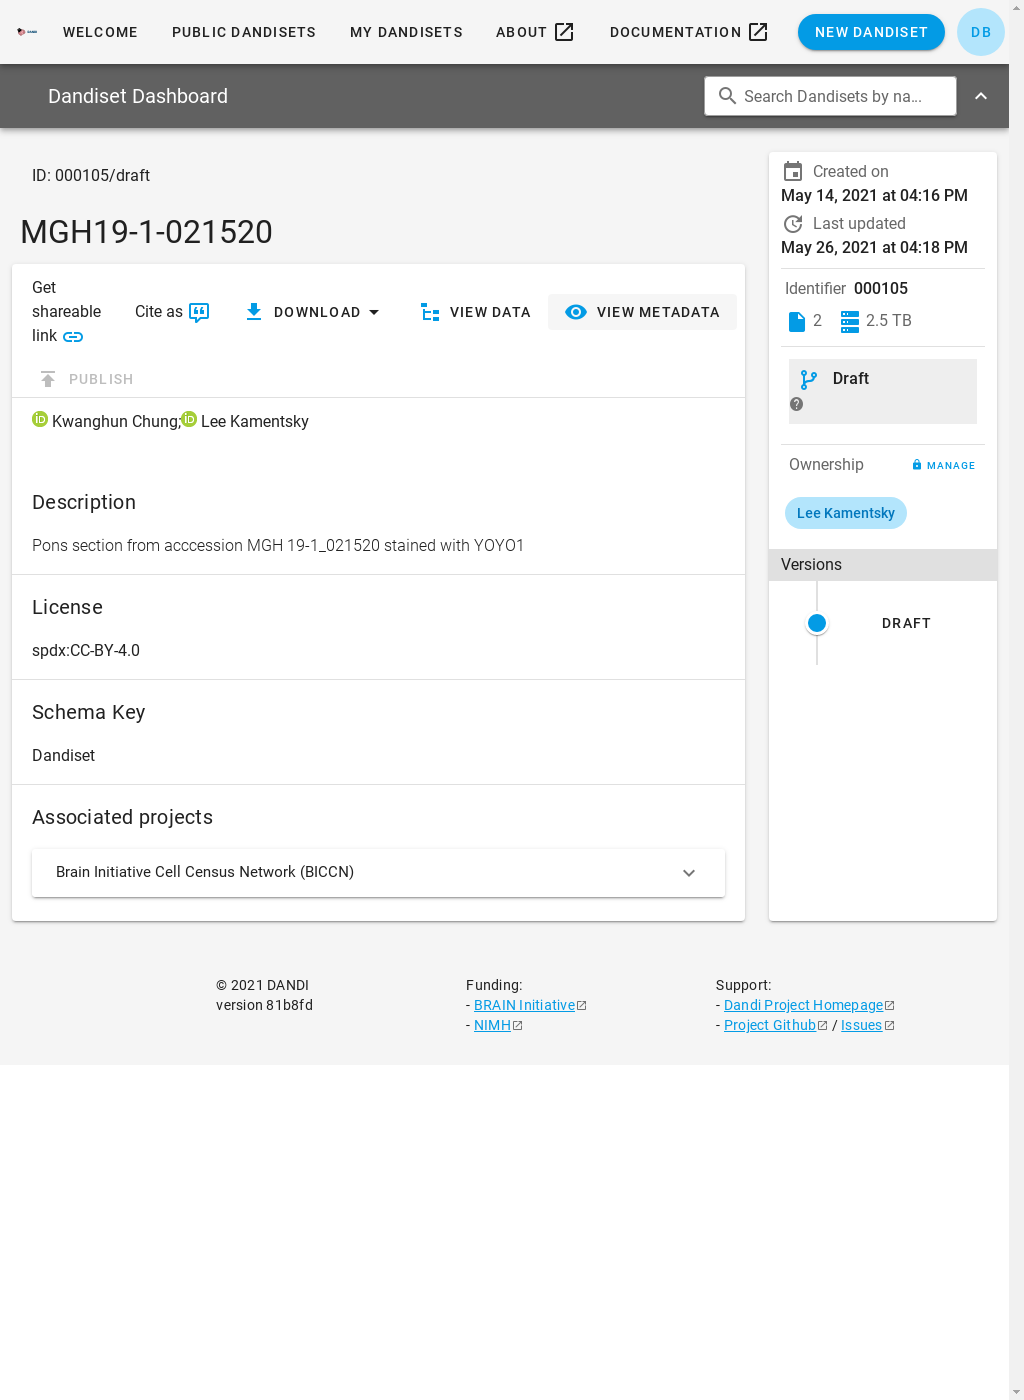 WELCOME PUBLIC DANDISETS MY DANDISETS ABOUT DOCUMENTATION NEW DANDISET DB
Dandiset Dashboard Search Dandisets by na...
ID: 000105/draft
MGH19-1-021520
Get
shareable
link
Cite as DOWNLOAD VIEW DATA VIEW METADATA
PUBLISH
iD Kwanghun Chung; iD Lee Kamentsky
Description
Pons section from acccession MGH 19-1_021520 stained with YOYO1
License
spdx:CC-BY-4.0
Schema Key
Dandiset
Associated projects
Brain Initiative Cell Census Network (BICCN)
Created on
May 14, 2021 at 04:16 PM
Last updated
May 26, 2021 at 04:18 PM
Identifier 000105
2 2.5 TB
Draft
Ownership MANAGE
Lee Kamentsky
Versions
DRAFT
© 2021 DANDI
version 81b8fd
Funding:
- BRAIN Initiative
- NIMH
Support:
- Dandi Project Homepage
- Project Github / Issues